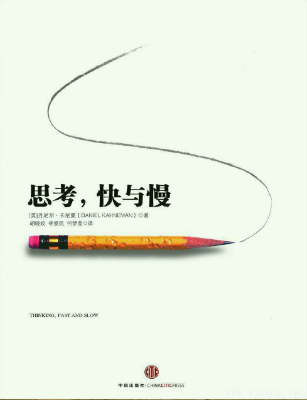 思考，快与慢
[美]丹尼尔·卡尼曼（DANIEL KAHNEMAN）著
胡晓姣 李爱民 何梦莹 译
THINKING, FAST AND SLOW
中信出版社·CHINACITICPRESS